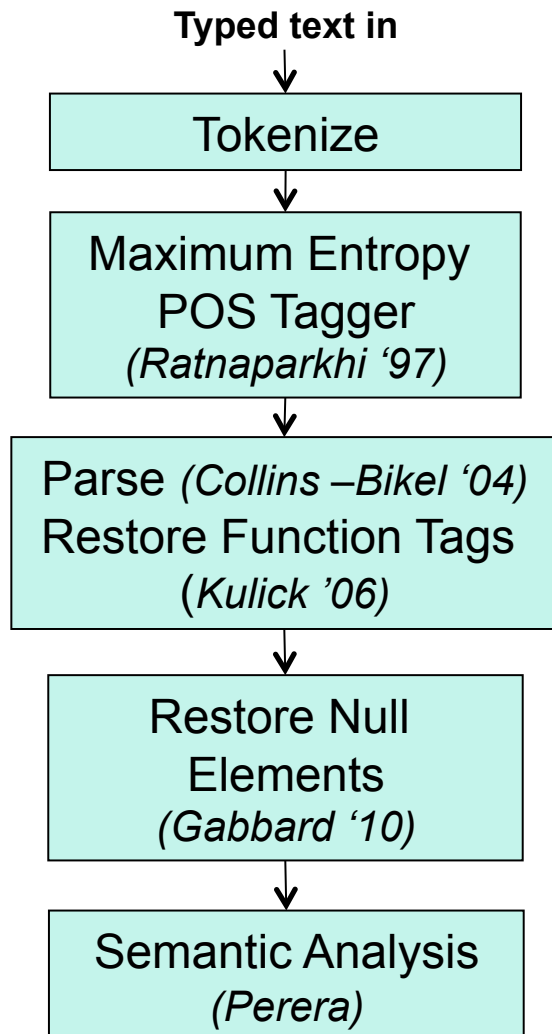 Typed text in
Tokenize
Maximum Entropy
POS Tagger
(Ratnaparkhi ‘97)
Parse (Collins –Bikel ‘04)
Restore Function Tags
(Kulick ’06)
Restore Null
Elements
(Gabbard ‘10)
Semantic Analysis
(Perera)